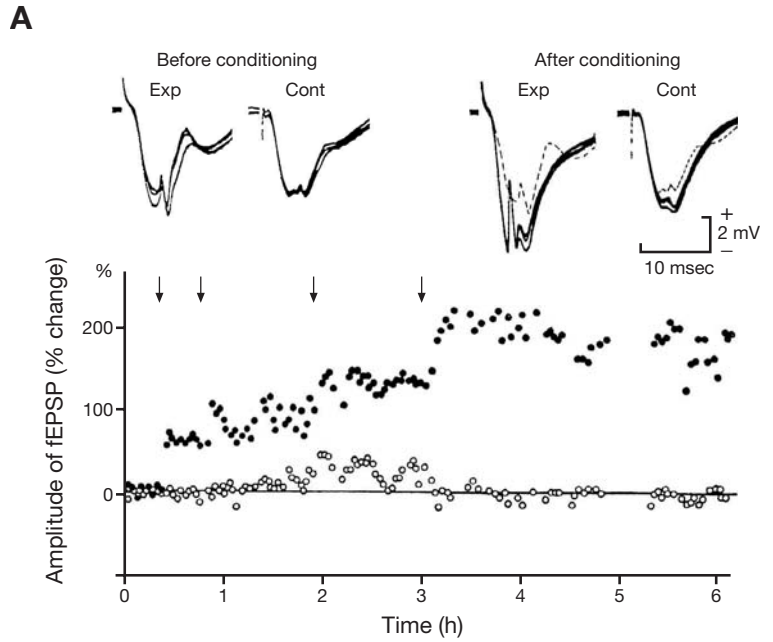 A
Before conditioning
After conditioning
Exp
Cont
Exp
Cont
+
2 mV
–
10 msec
%
200
100
0
Amplitude of fEPSP (% change)
0
1
2
3
4
5
6
Time (h)